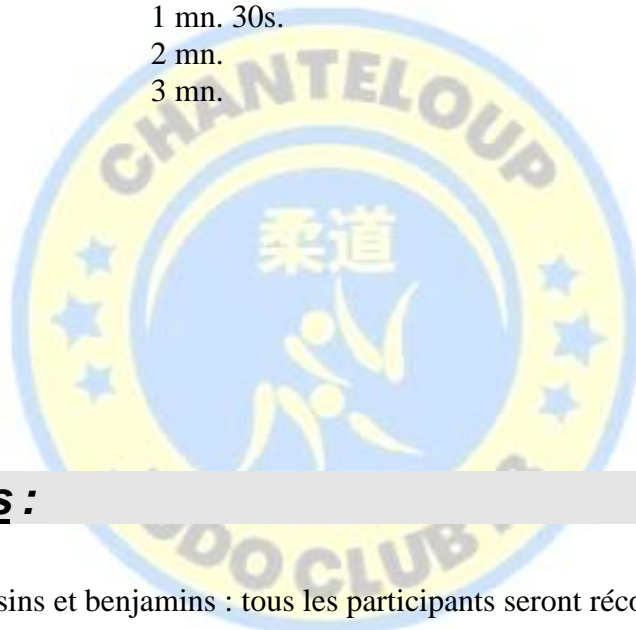 1 mn. 30s.
2 mn.
3 mn.
CHANTELOUP
柔道
s :
DO CLUB
sins et benjamins : tous les participants seront réco